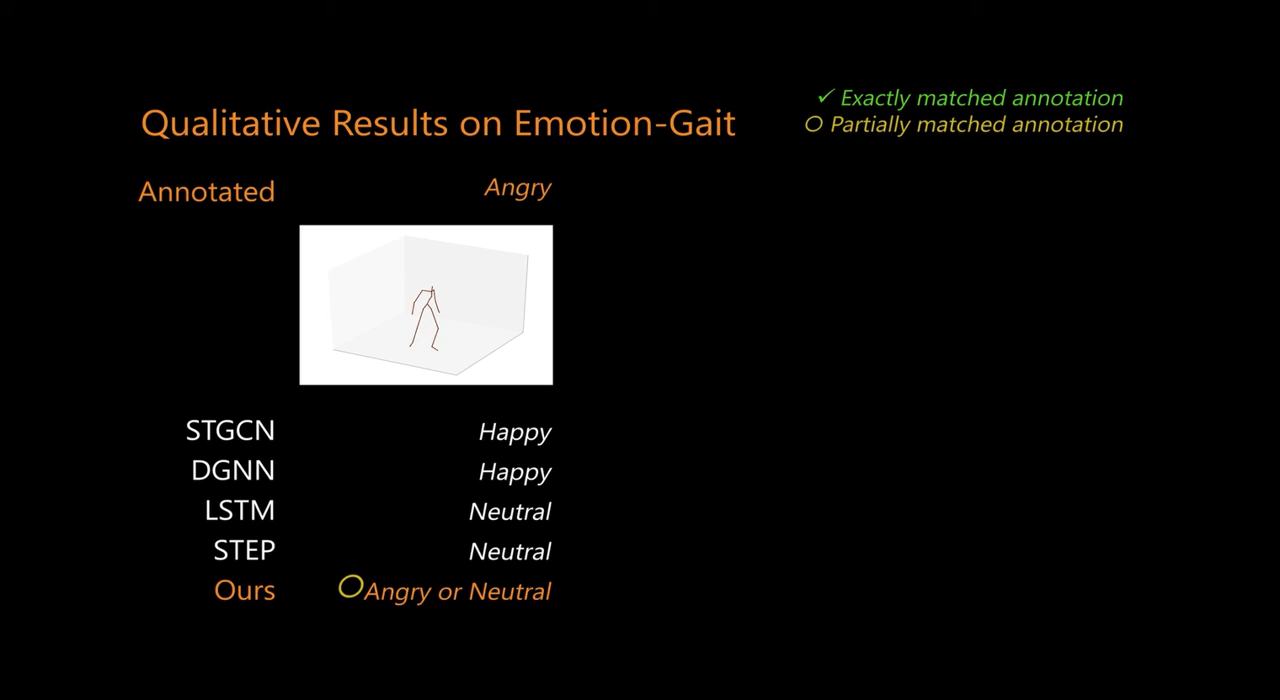 ✓ Exactly matched annotation
Qualitative Results on Emotion-Gait
○ Partially matched annotation
Annotated Angry
STGCN Happy
DGNN Happy
LSTM Neutral
STEP Neutral
Ours ○ Angry or Neutral